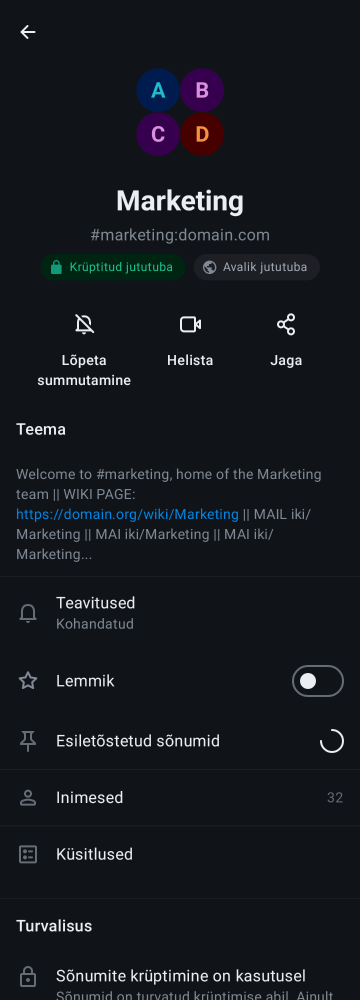 A B
C D
Marketing
#marketing:domain.com
Krüptitud jututuba Avalik jututuba
Lõpeta summutamine Helista Jaga
Teema
Welcome to #marketing, home of the Marketing
team || WIKI PAGE:
https://domain.org/wiki/Marketing || MAIL iki/
Marketing || MAI iki/Marketing || MAI iki/
Marketing...
Teavitused
Kohandatud
Lemmik
Esiletõstetud sõnumid
Inimesed 32
Küsitlused
Turvalisus
Sõnumite krüptimine on kasutusel
Sõnumid on turvatud krüptimise abil. Ainult